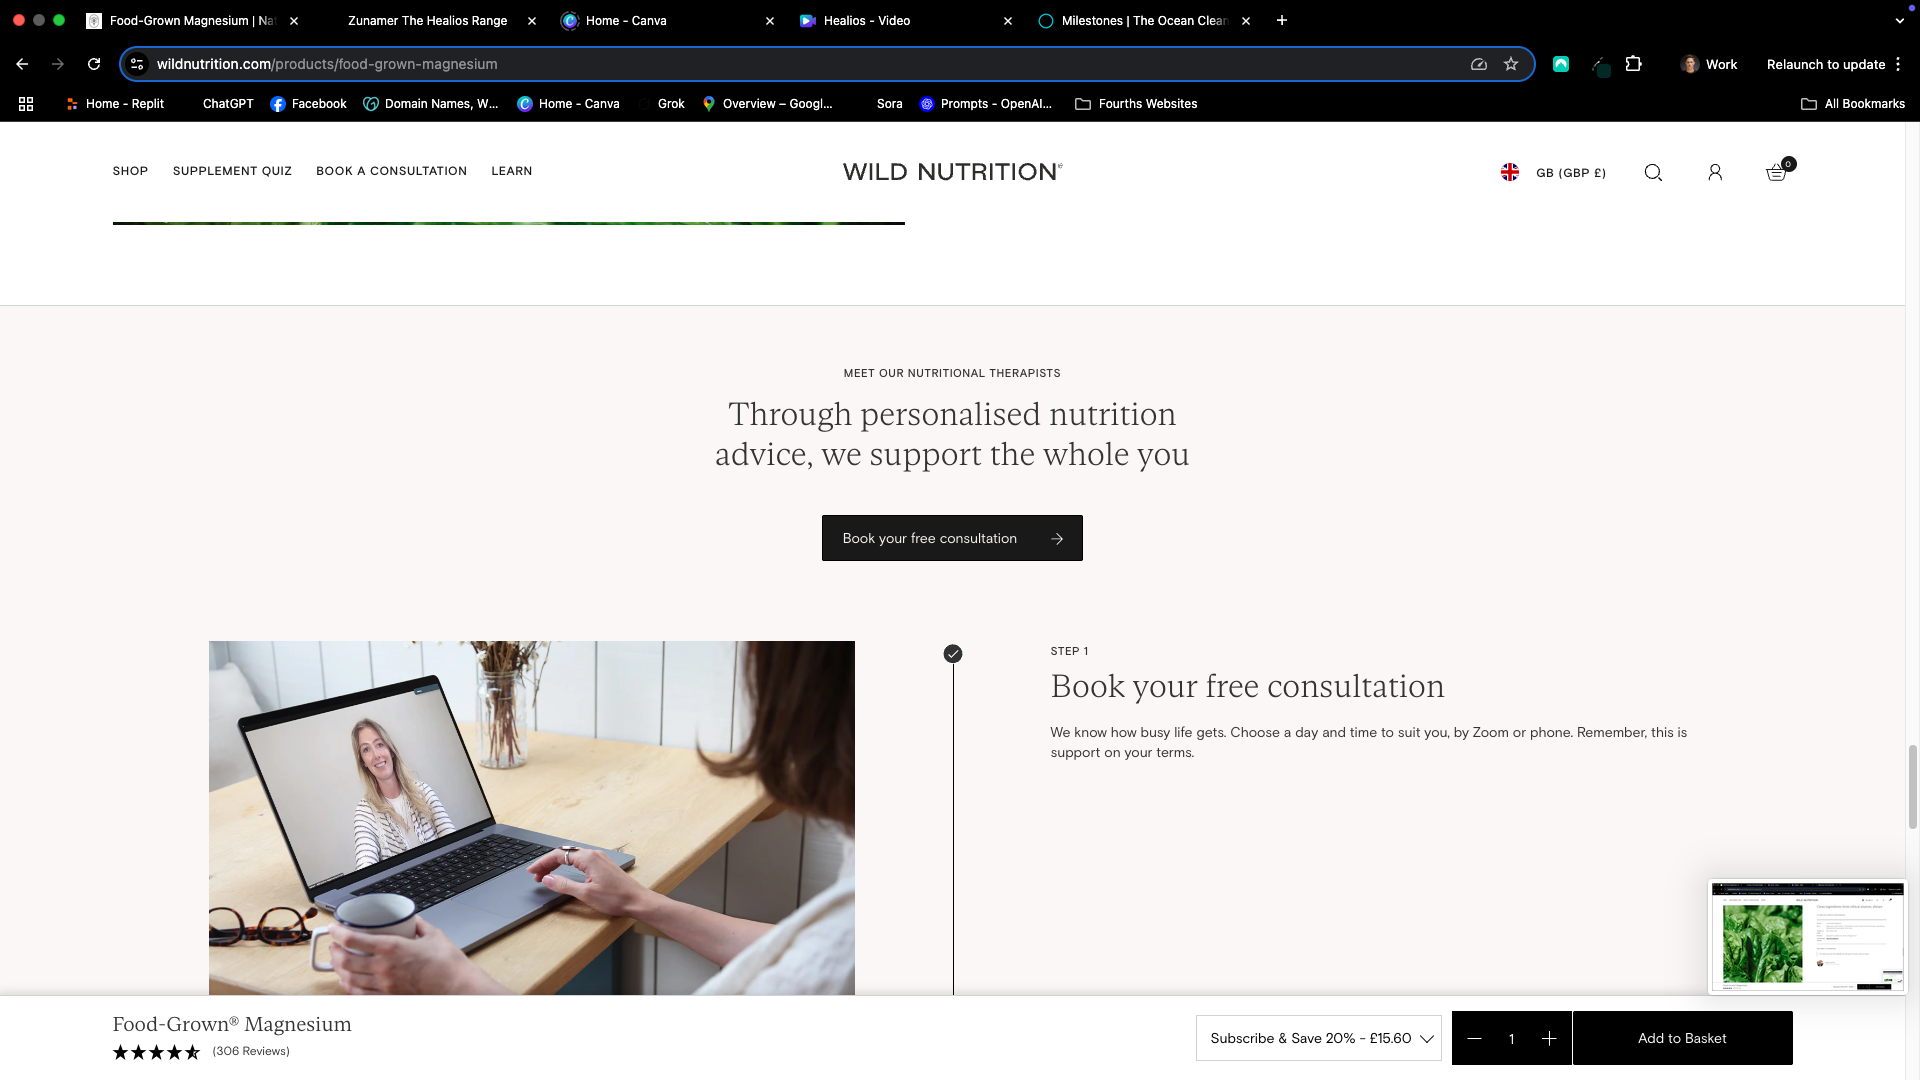 Food-Grown Magnesium | Na
Zunamer The Healios Range
Home - Canva
Healios - Video
Milestones | The Ocean Clean
wildnutrition.com/products/food-grown-magnesium
Work
Relaunch to update
Home - Replit
ChatGPT
Facebook
Domain Names, W...
Home - Canva
Grok
Overview – Googl...
Sora
Prompts - OpenAI...
Fourths Websites
All Bookmarks
SHOP
SUPPLEMENT QUIZ
BOOK A CONSULTATION
LEARN
WILD NUTRITION
GB (GBP £)
0
MEET OUR NUTRITIONAL THERAPISTS
Through personalised nutrition
advice, we support the whole you
Book your free consultation
STEP 1
Book your free consultation
We know how busy life gets. Choose a day and time to suit you, by Zoom or phone. Remember, this is
support on your terms.
Food-Grown® Magnesium
(306 Reviews)
Subscribe & Save 20% - £15.60
1
Add to Basket